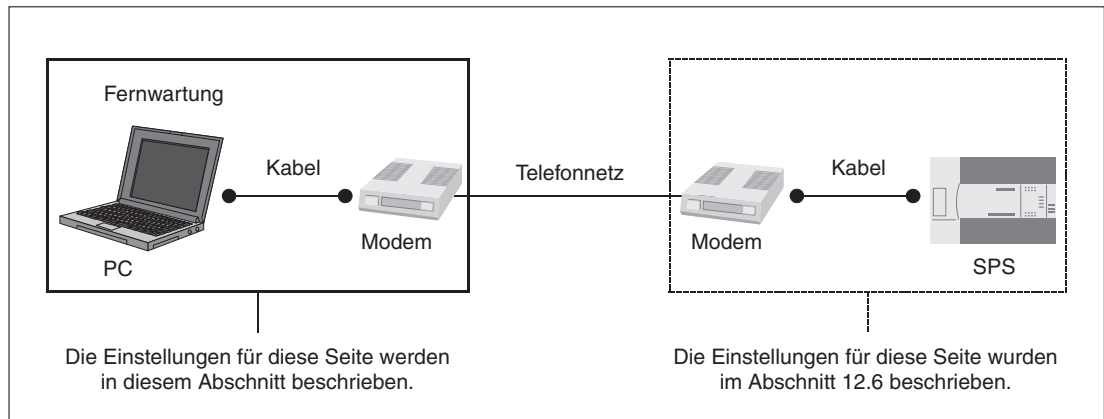 Fernwartung
Kabel
Telefonnetz
Kabel
Modem
Modem
PC
SPS
Die Einstellungen für diese Seite werden
in diesem Abschnitt beschrieben.
Die Einstellungen für diese Seite wurden
im Abschnitt 12.6 beschrieben.